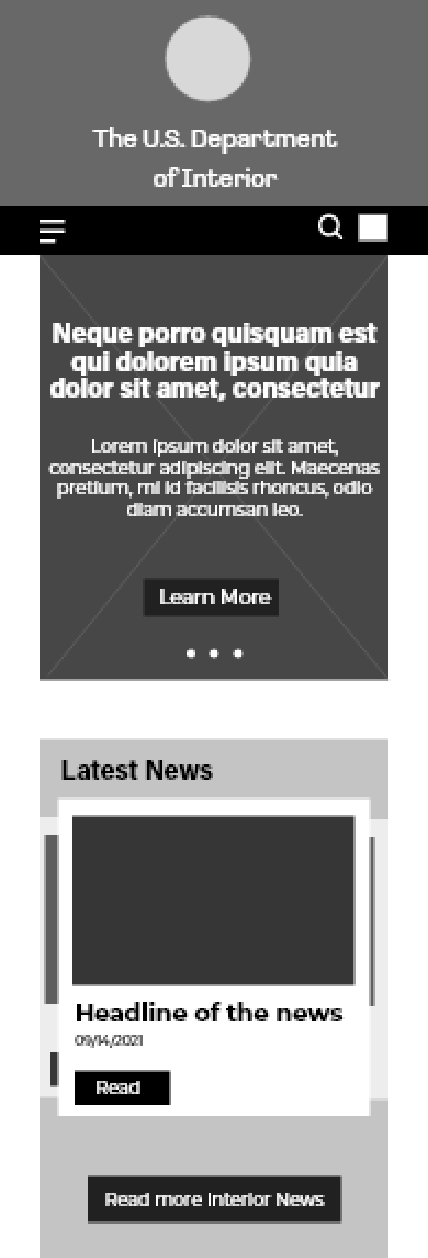 The U.S. Department
of Interior
Neque porro quisquam est
qui dolorem ipsum quia
dolor sit amet, consectetur
Lorem ipsum dolor sit amet,
consectetur adipiscing elit. Maecenas
pretium, mi id facilisis rhoncus, odio
diam accumsan leo.
Learn More
Latest News
Headline of the news
09/14/2021
Read
Read more Interior News